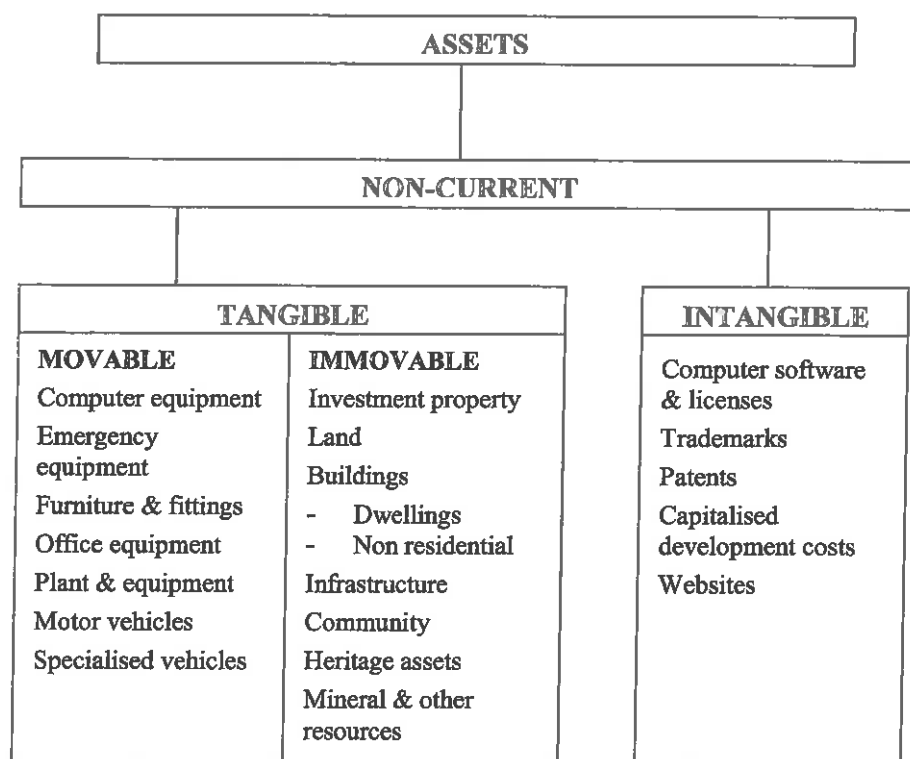 ASSETS
NON-CURRENT
TANGIBLE
MOVABLE
Computer equipment
Emergency
equipment
Furniture & fittings
Office equipment
Plant & equipment
Motor vehicles
Specialised vehicles
IMMOVABLE
Investment property
Land
Buildings
- Dwellings
- Non residential
Infrastructure
Community
Heritage assets
Mineral & other
resources
INTANGIBLE
Computer software
& licenses
Trademarks
Patents
Capitalised
development costs
Websites